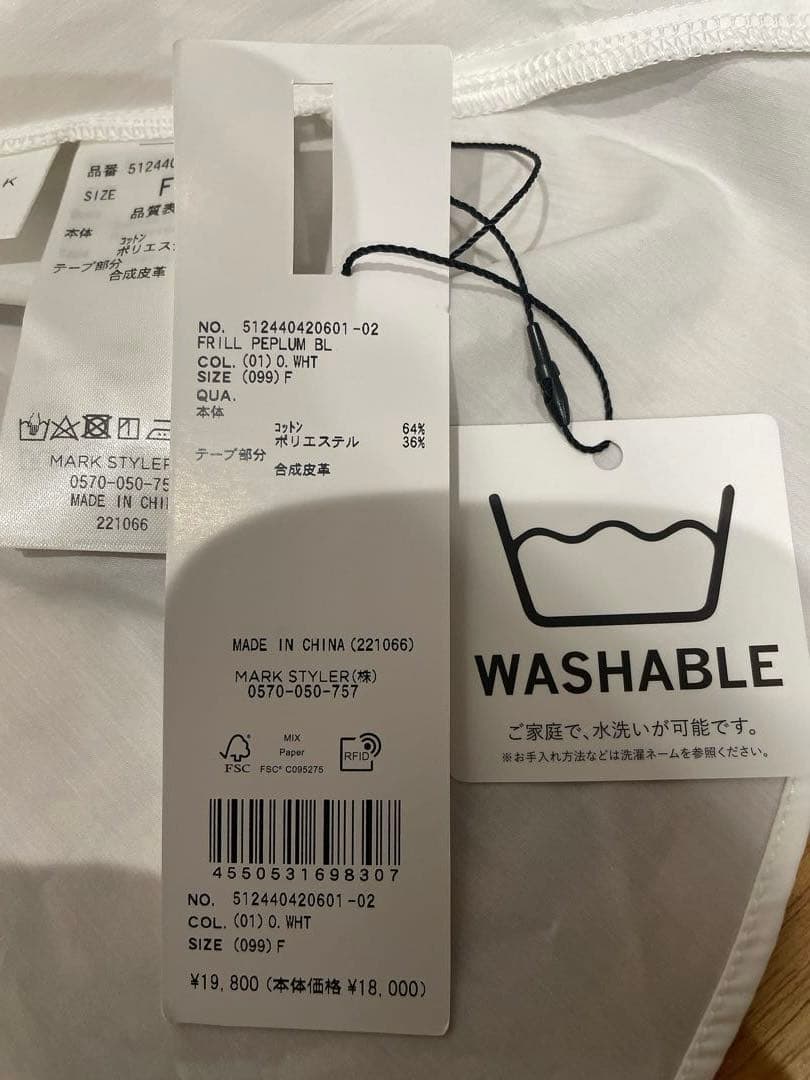 K
品番 51244
SIZE F
品質表
本体
コットン
ポリエス
テープ部分
合成皮革
MARK STYLER
0570-050-75
MADE IN CHI
221066
NO. 512440420601-02
FRILL PEPLUM BL
COL. (01) O. WHT
SIZE (099) F
QUA.
本体
コットン 64%
ポリエステル 36%
テープ部分
合成皮革
MADE IN CHINA (221066)
MARK STYLER(株)
0570-050-757
FSC
MIX
Paper
FSC® C095275
RFID
4550531698307
NO. 512440420601-02
COL. (01) O. WHT
SIZE (099) F
¥19,800 (本体価格 ¥18,000)
WASHABLE
ご家庭で、水洗いが可能です。
※お手入れ方法などは洗濯ネームを参照ください。